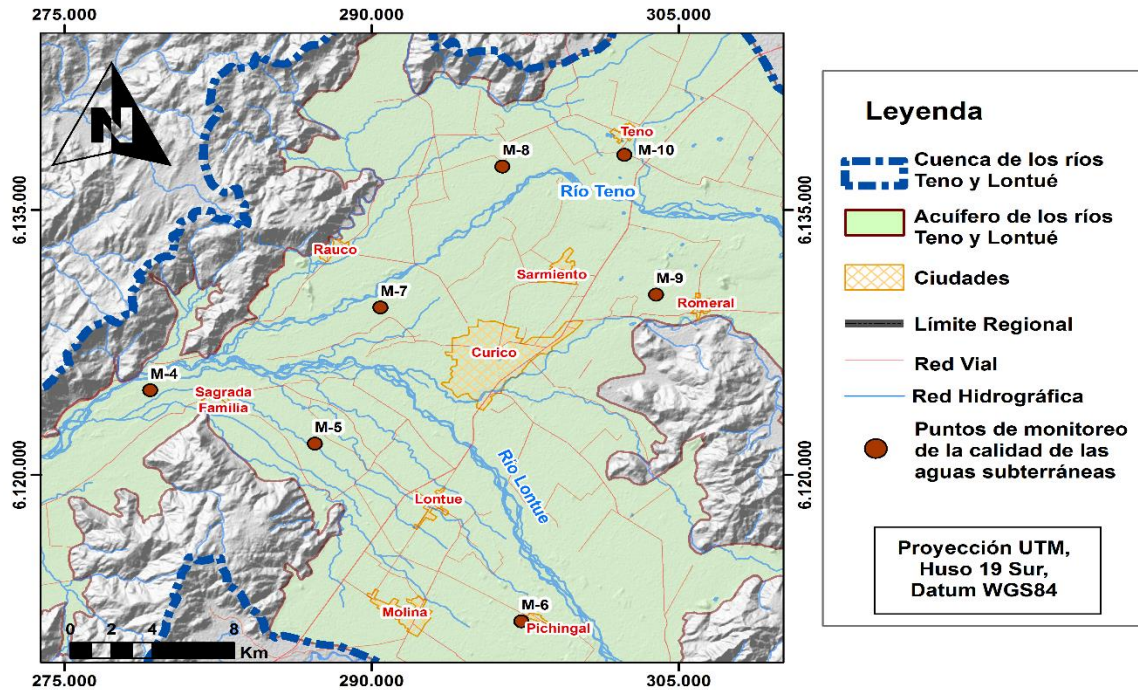 275.000
290.000
305.000
N
Teno
M-8
M-10
Río Teno
6.135.000
6.135.000
Rauco
Sarmiento
M-7
M-9
Romeral
Curico
M-4
Sagrada
Familia
M-5
Río Lontue
6.120.000
6.120.000
Lontue
Molina
M-6
Pichingal
0 2 4 8
Km
275.000
290.000
305.000
Leyenda
Cuenca de los ríos
Teno y Lontué
Acuífero de los ríos
Teno y Lontué
Ciudades
Límite Regional
Red Vial
Red Hidrográfica
Puntos de monitoreo
de la calidad de las
aguas subterráneas
Proyección UTM,
Huso 19 Sur,
Datum WGS84